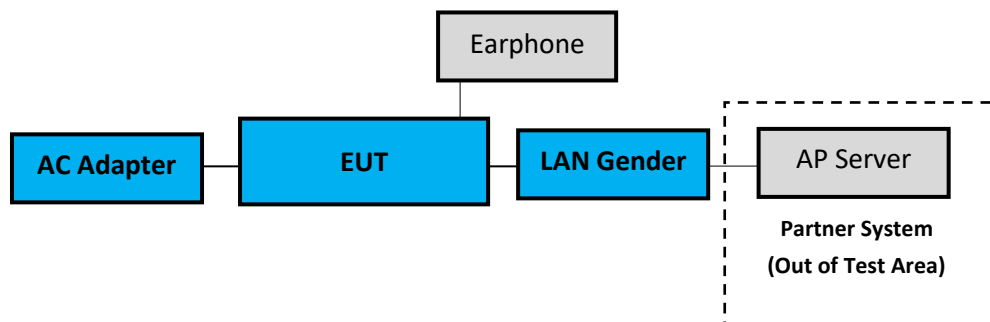 Earphone
AC Adapter
EUT
LAN Gender
AP Server
Partner System
(Out of Test Area)